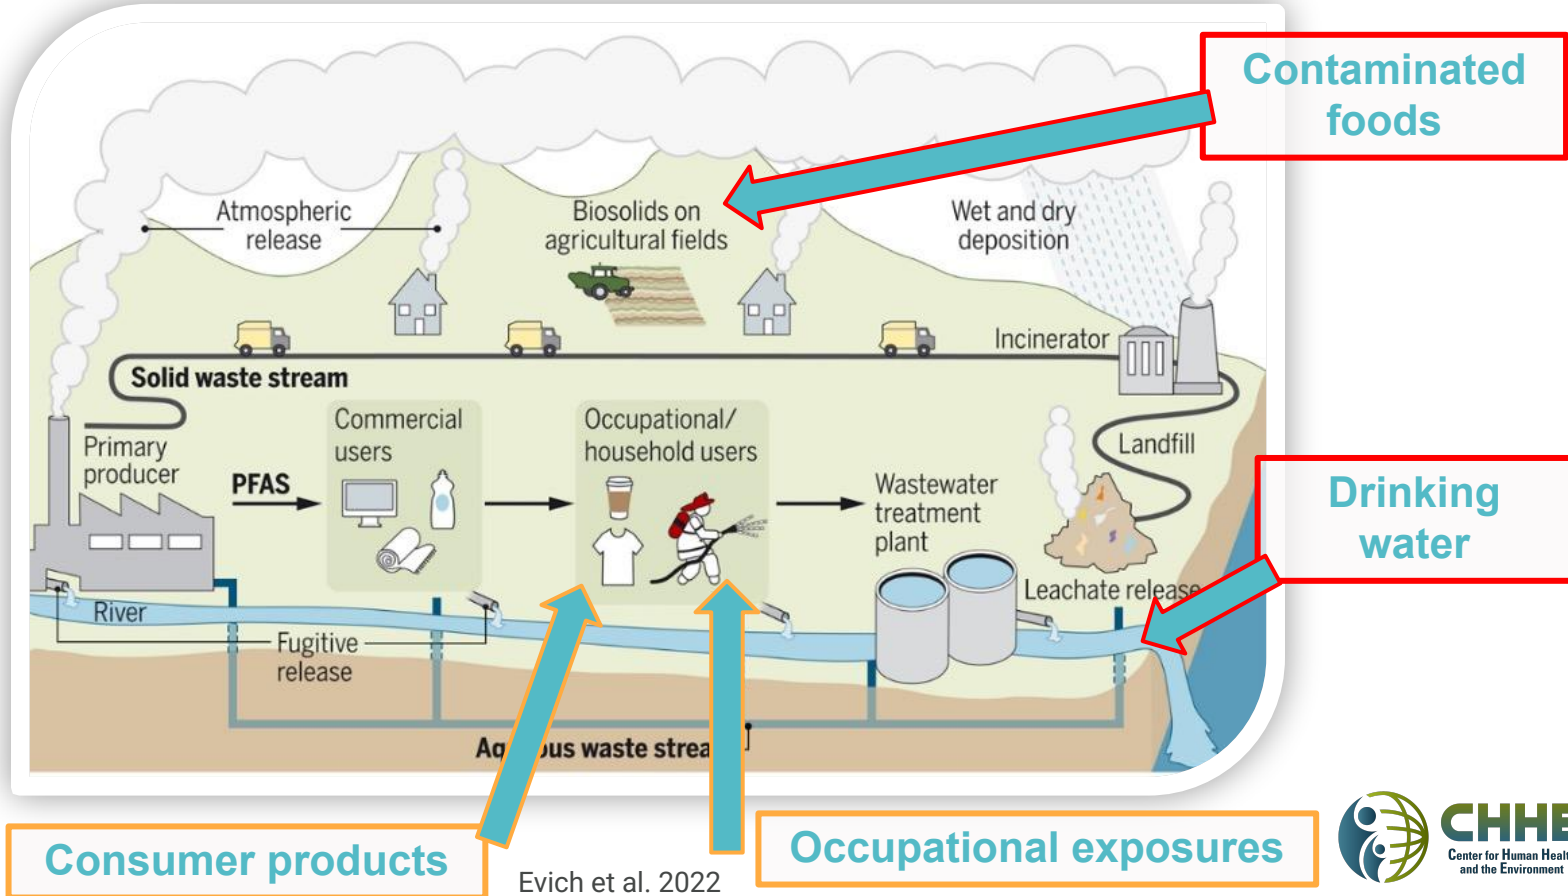 Contaminated
foods
Atmospheric
release
Biosolids on
agricultural fields
Wet and dry
deposition
Incinerator
Solid waste stream
Commercial
users
Occupational/
household users
Landfill
Primary
producer
PFAS
Wastewater
treatment
plant
Drinking
water
Leachate release
River
Fugitive
release
waste
Consumer products
Occupational exposures
Evich et al. 2022
CHHE
Center for Human Healt
and the Environment